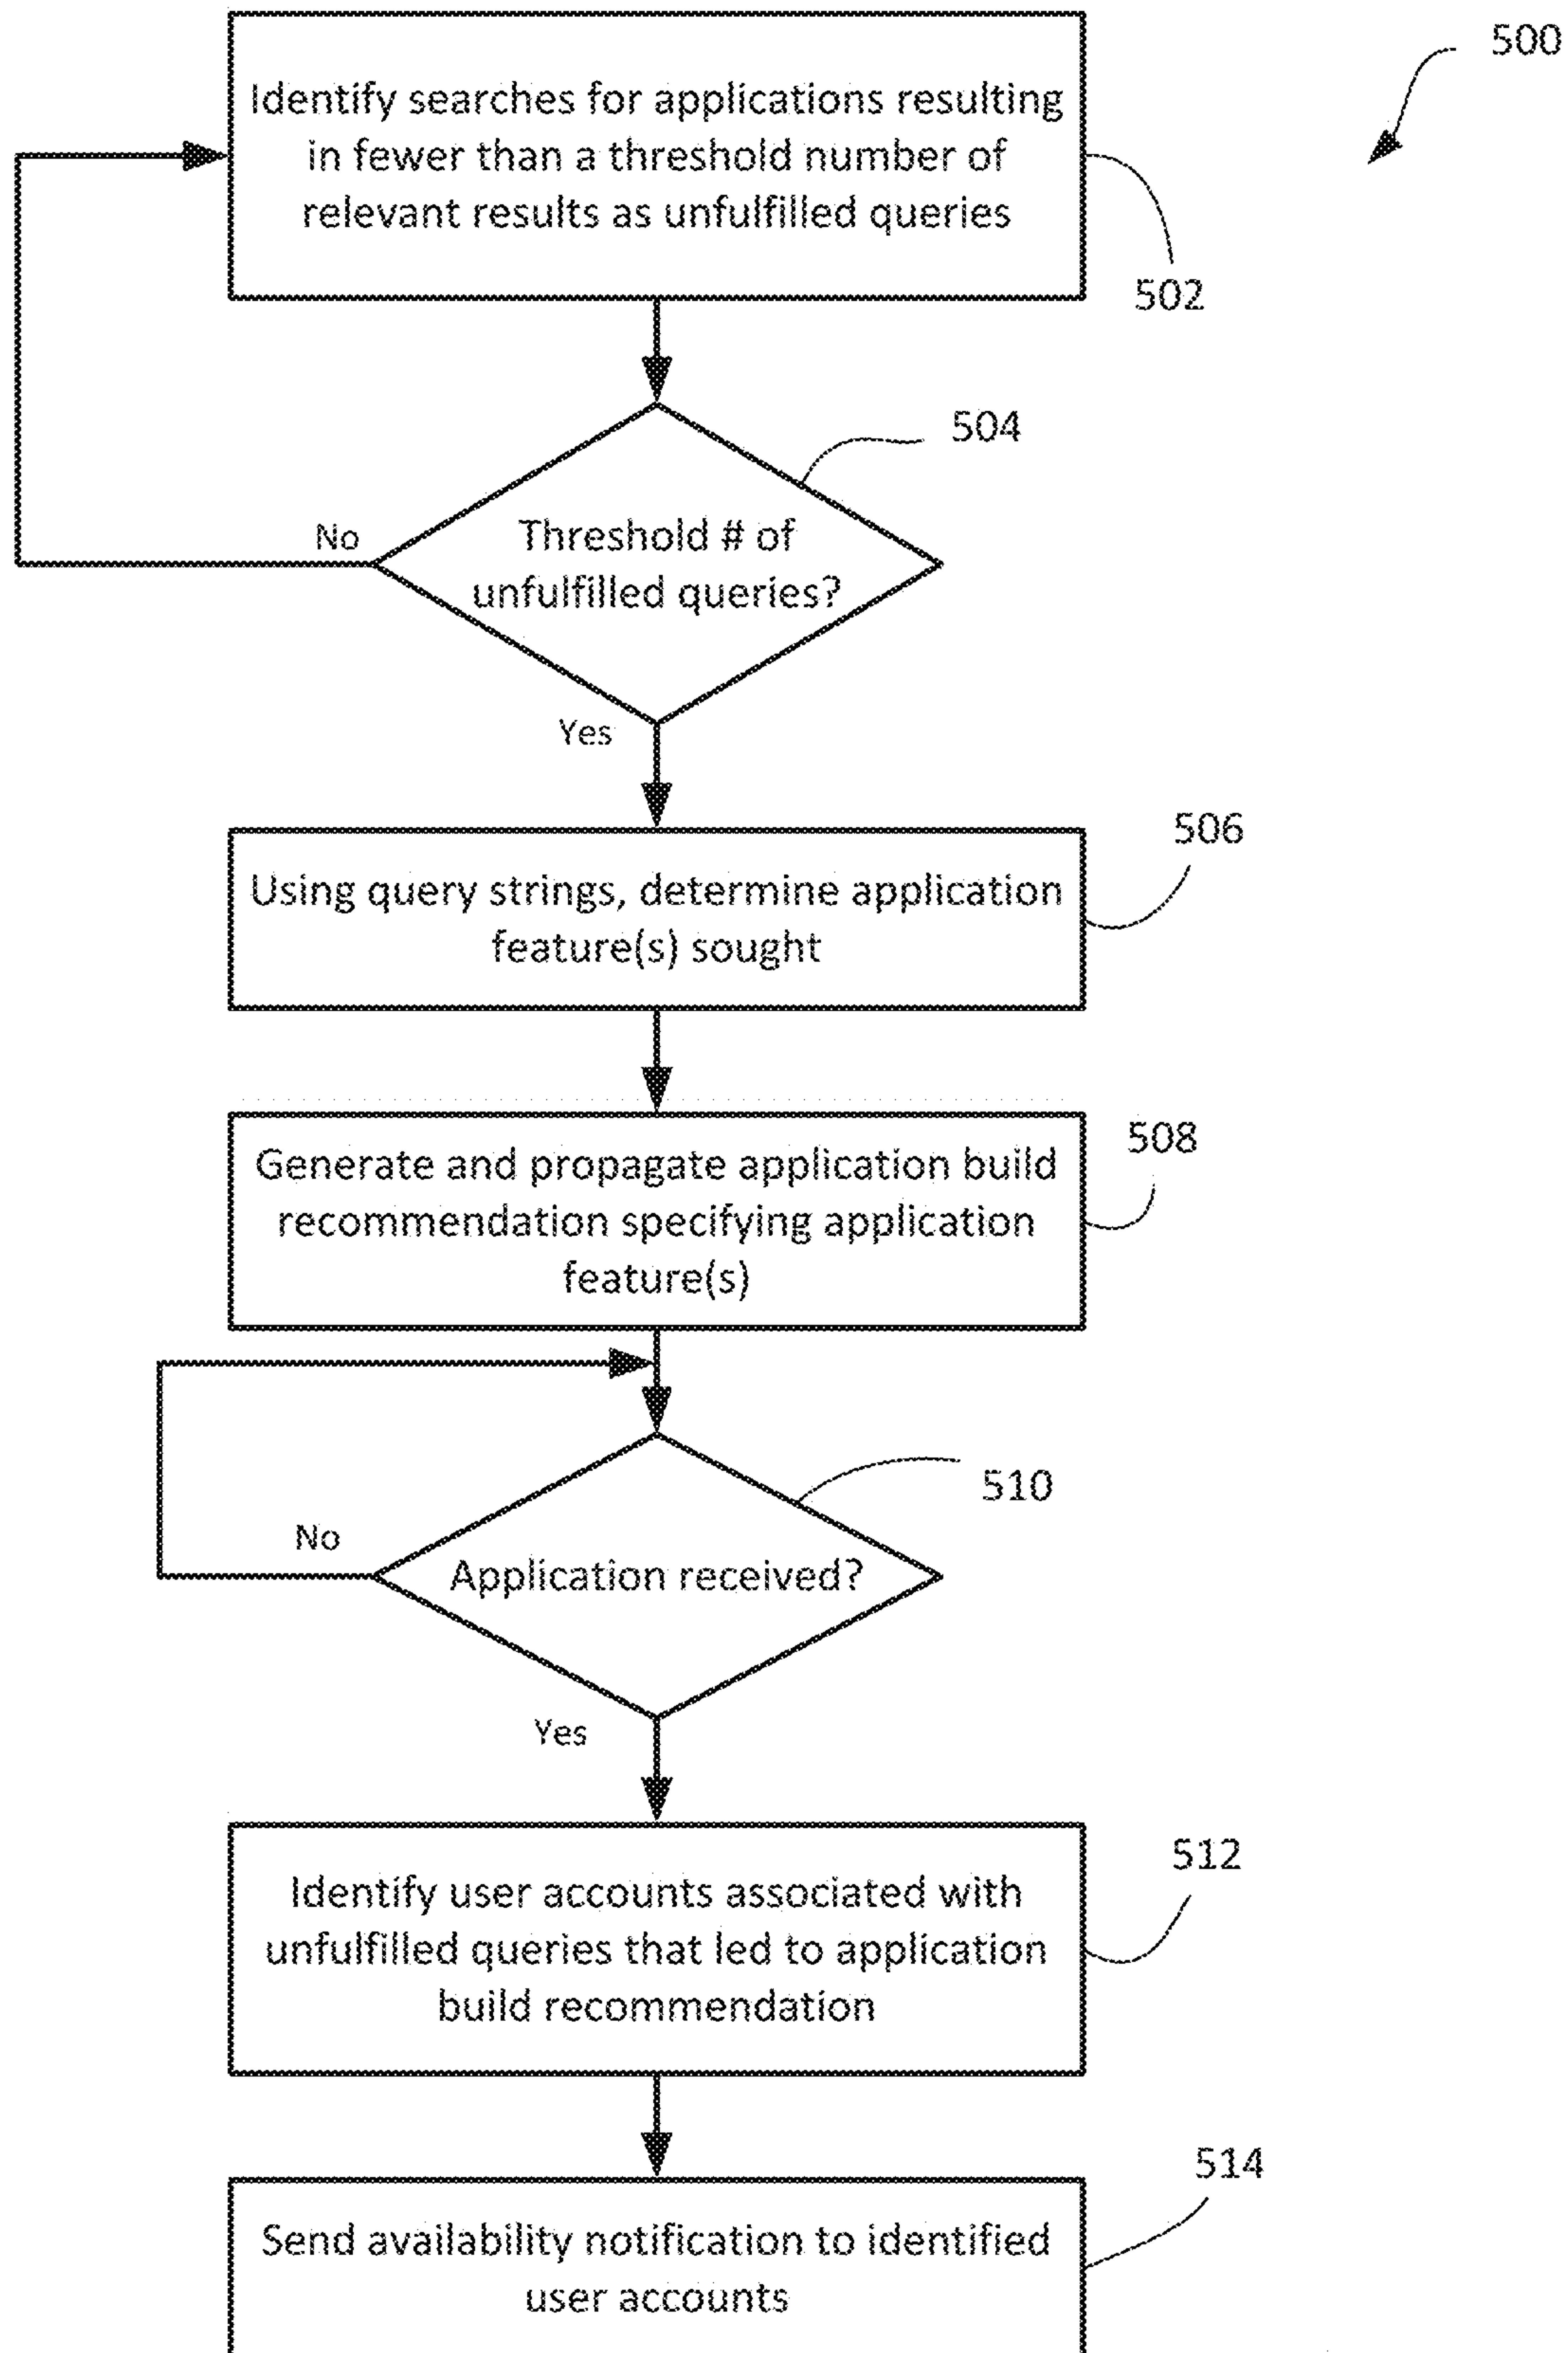 500
Identify searches for applications resulting
in fewer than a threshold number of
relevant results as unfulfilled queries
502
504
Threshold # of
unfulfilled queries?
No
Yes
506
Using query strings, determine application
feature(s) sought
508
Generate and propagate application build
recommendation specifying application
feature(s)
510
Application received?
No
Yes
512
Identify user accounts associated with
unfulfilled queries that led to application
build recommendation
514
Send availability notification to identified
user accounts